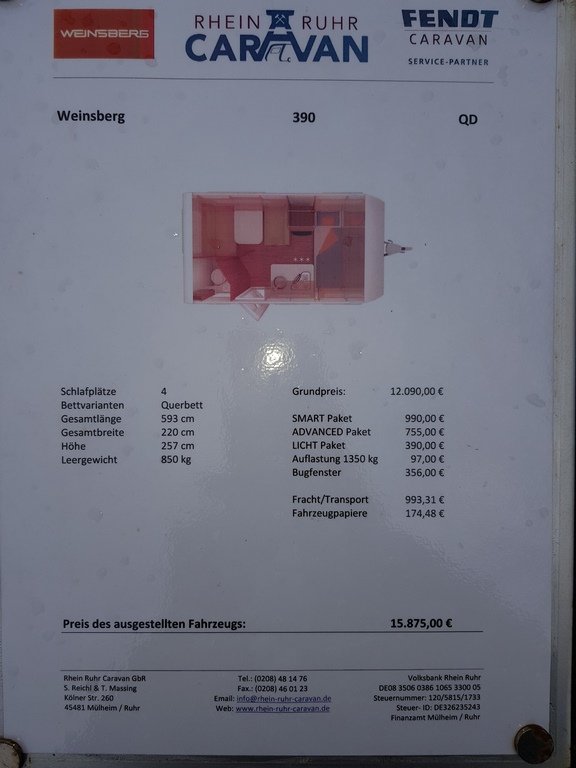 WEINSBERG
RHEIN RUHR
CARAVAN
FENDT
CARAVAN
SERVICE-PARTNER
Weinsberg 390 QD
Schlafplätze 4
Bettvarianten Querbett
Gesamtlänge 593 cm
Gesamtbreite 220 cm
Höhe 257 cm
Leergewicht 850 kg
Grundpreis: 12.090,00 €
SMART Paket 990,00 €
ADVANCED Paket 755,00 €
LICHT Paket 390,00 €
Auflastung 1350 kg 97,00 €
Bugfenster 356,00 €
Fracht/Transport 993,31 €
Fahrzeugpapiere 174,48 €
Preis des ausgestellten Fahrzeugs: 15.875,00 €
Rhein Ruhr Caravan GbR
S. Reichl & T. Massing
Kölner Str. 260
45481 Mülheim / Ruhr
Tel.: (0208) 48 14 76
Fax.: (0208) 46 01 23
Email: info@rhein-ruhr-caravan.de
Web: www.rhein-ruhr-caravan.de
Volksbank Rhein Ruhr
DE08 3506 0386 1065 3300 05
Steuernummer: 120/5815/1733
Steuer- ID: DE326235243
Finanzamt Mülheim / Ruhr